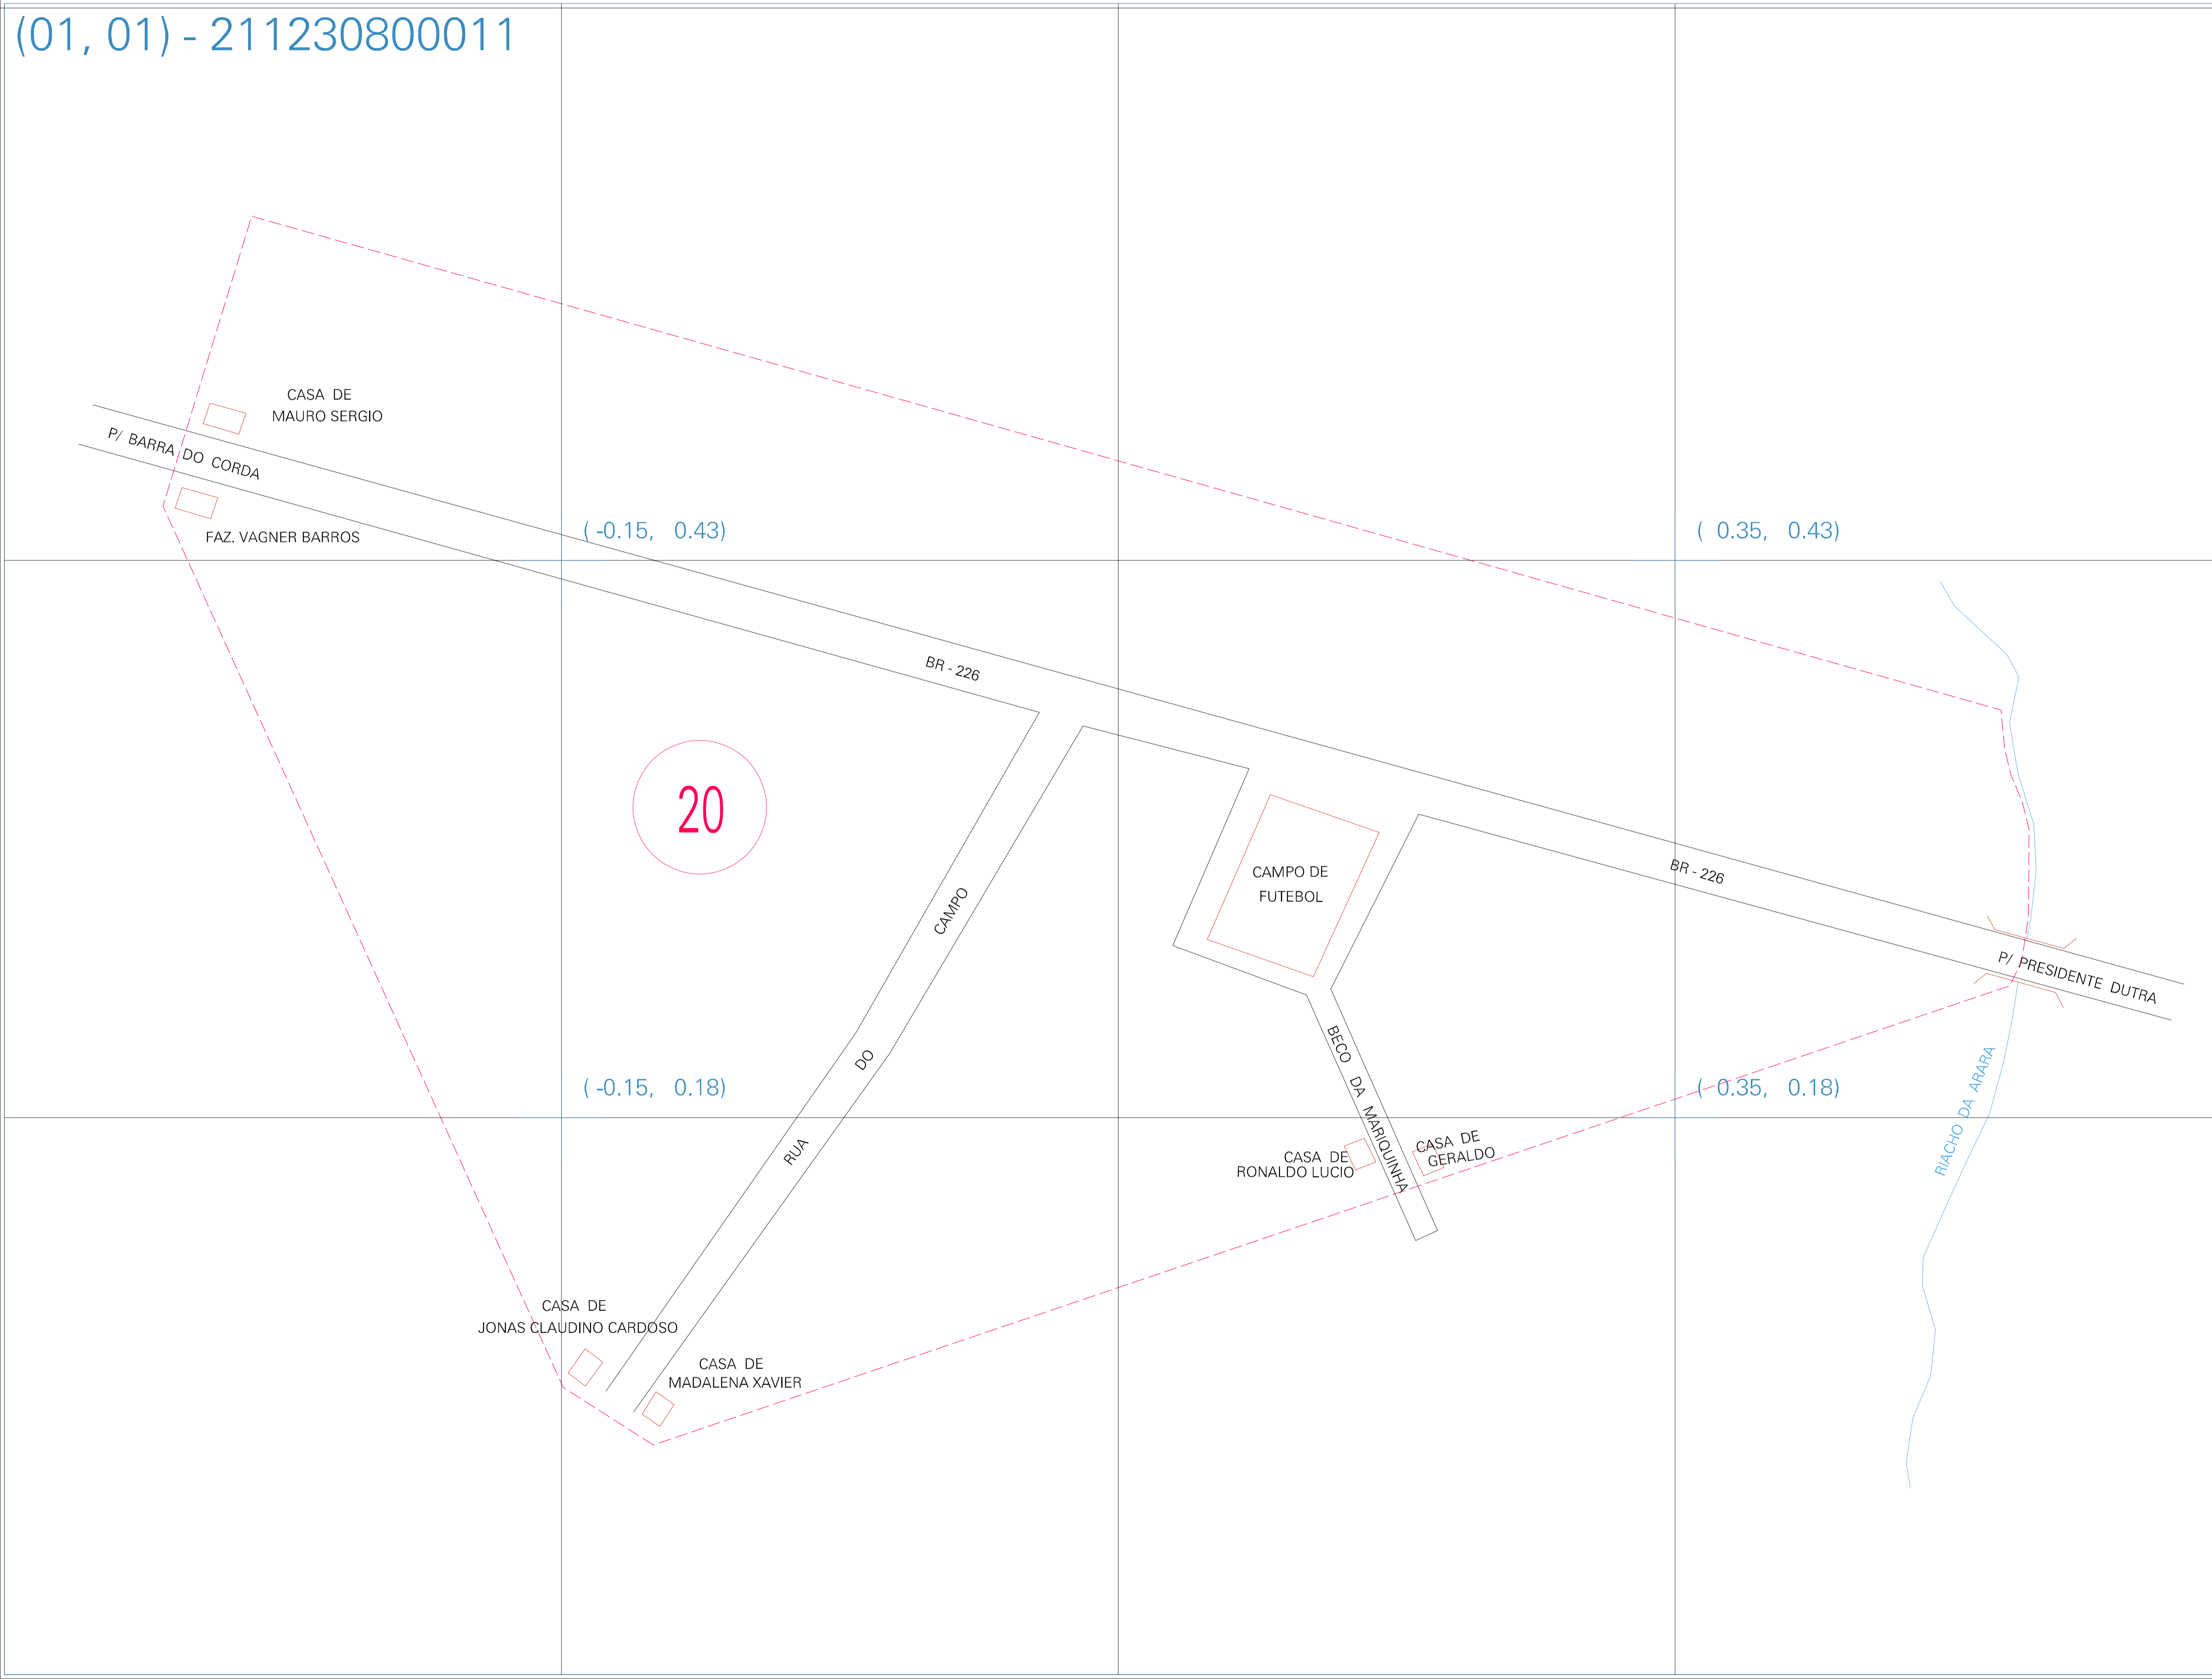 (01, 01) - 211230800011
CASA DE
MAURO SERGIO
P/ BARRA DO CORDA
FAZ. VAGNER BARROS
( -0.15, 0.43)
( 0.35, 0.43)
BR - 226
20
CAMPO DE
FUTEBOL
BR - 226
P/ PRESIDENTE DUTRA
RUA DO CAMPO
BECO DA MARIQUINHA
( -0.15, 0.18)
( 0.35, 0.18)
RIACHO DA ARARA
CASA DE
RONALDO LUCIO
CASA DE
GERALDO
CASA DE
JONAS CLAUDINO CARDOSO
CASA DE
MADALENA XAVIER